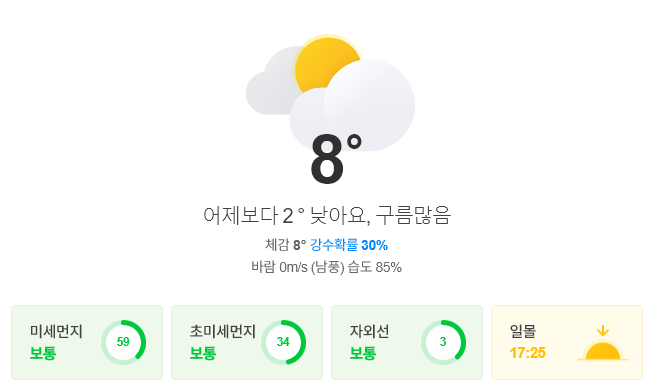 8°
어제보다 2° 낮아요, 구름많음
체감 8° 강수확률 30%
바람 0m/s (남풍) 습도 85%
미세먼지
보통
59
초미세먼지
보통
34
자외선
보통
3
일몰
17:25